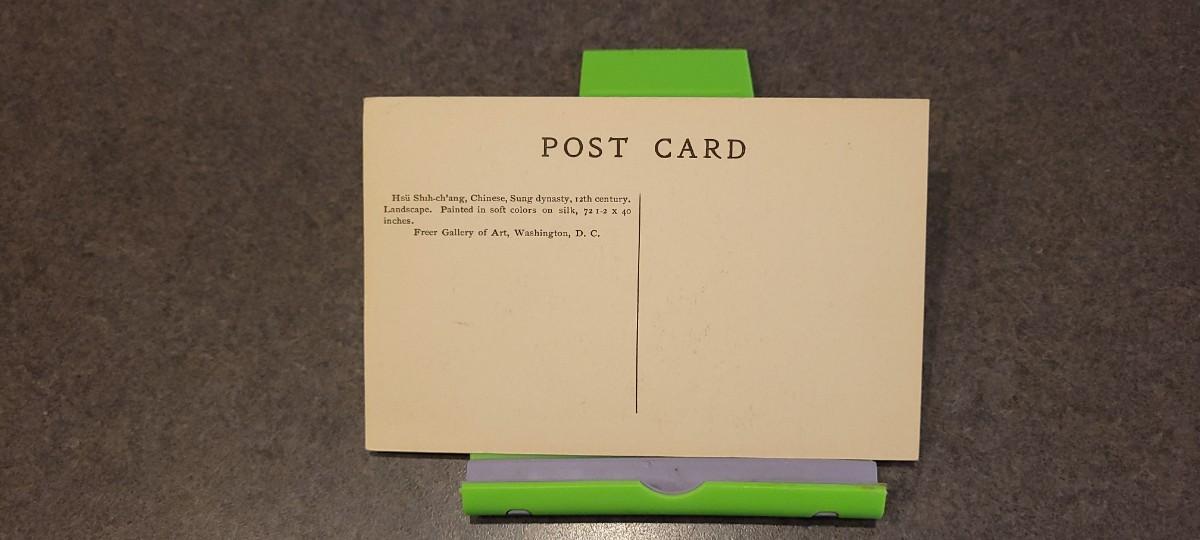 POST CARD
Hsü Shih-ch'ang, Chinese, Sung dynasty, 12th century.
Landscape. Painted in soft colors on silk, 72 1-2 x 40
inches.
Freer Gallery of Art, Washington, D. C.